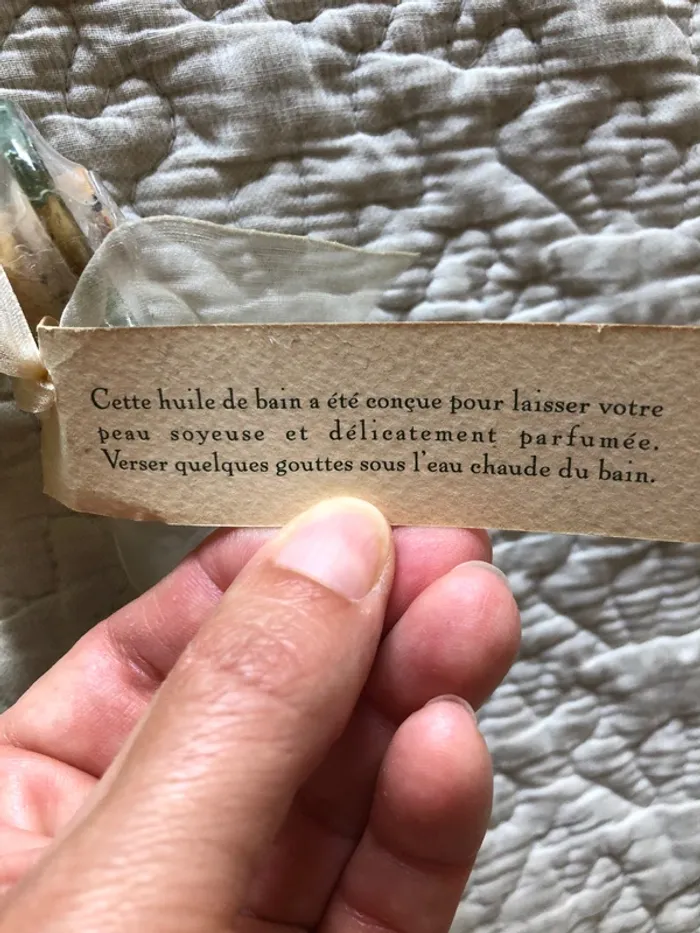 Cette huile de bain a été conçue pour laisser votre
peau soyeuse et délicatement parfumée.
Verser quelques gouttes sous l'eau chaude du bain.